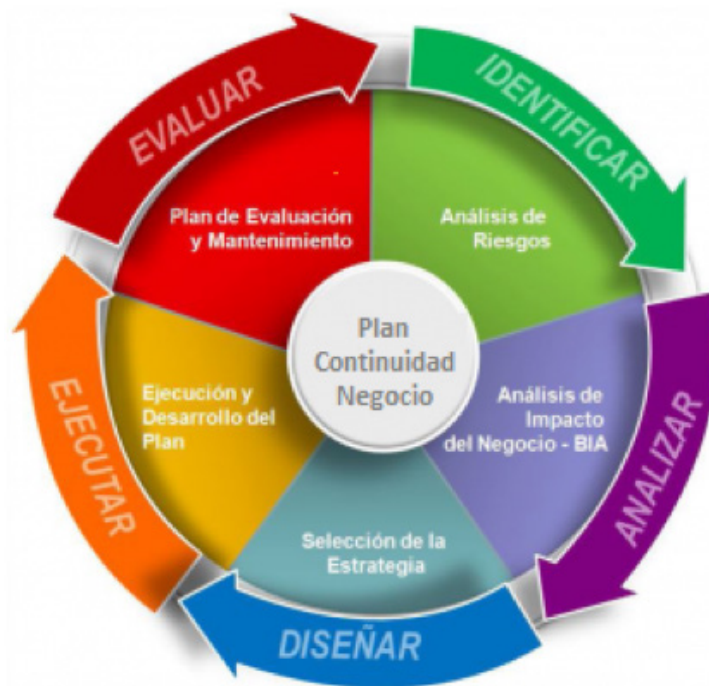 EVALUAR
IDENTIFICAR
Plan de Evaluación
y Mantenimiento
Análisis de
Riesgos
Plan
Continuidad
Negocio
Ejecución y
Desarrollo del
Plan
Análisis de
Impacto
del Negocio - BIA
EJECUTAR
ANALIZAR
Selección de la
Estrategia
DISEÑAR